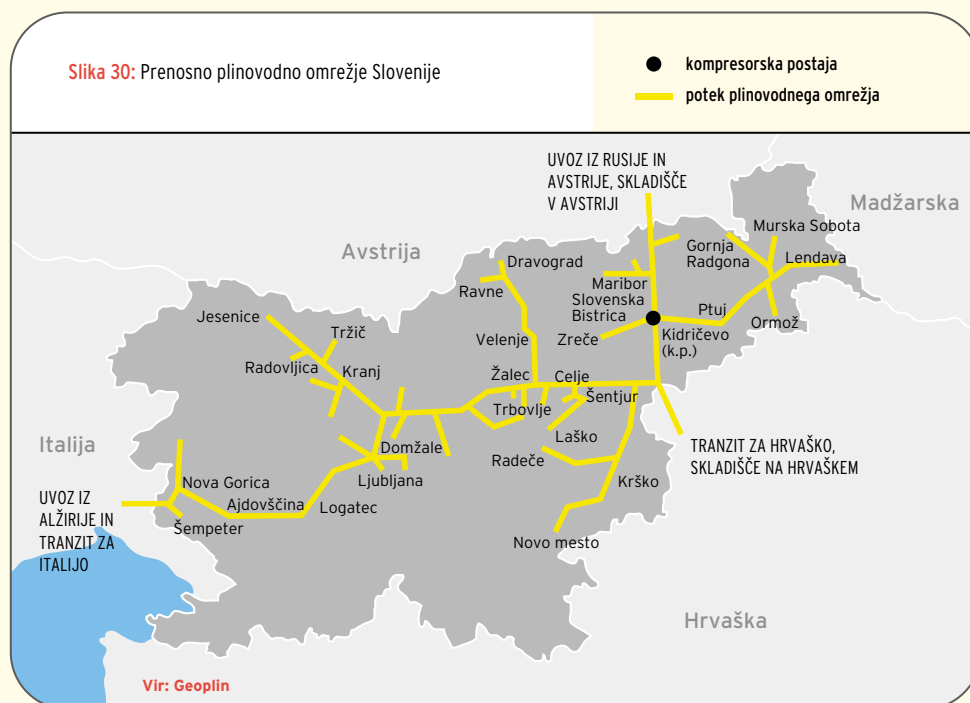 Slika 30: Prenosno plinovodno omrežje Slovenije
kompresorska postaja
potek plinovodnega omrežja
UVOZ IZ RUSIJE IN
AVSTRIJE, SKLADIŠČE
V AVSTRIJI
Madžarska
Avstrija
Murska Sobota
Gornja
Radgona
Lendava
Dravograd
Ravne
Maribor
Slovenska
Bistrica
Ptuj
Ormož
Jesenice
Tržič
Velenje
Zreče
Kidričevo
(k.p.)
Radovljica
Kranj
Žalec
Celje
Šentjur
Trbovlje
Italija
Domžale
Laško
Radeče
TRANZIT ZA HRVAŠKO,
SKLADIŠČE NA HRVAŠKEM
Nova Gorica
Ljubljana
Krško
UVOZ IZ
ALŽIRIJE IN
TRANZIT ZA
ITALIJO
Ajdovščina
Logatec
Šempeter
Novo mesto
Hrvaška
Vir: Geoplin